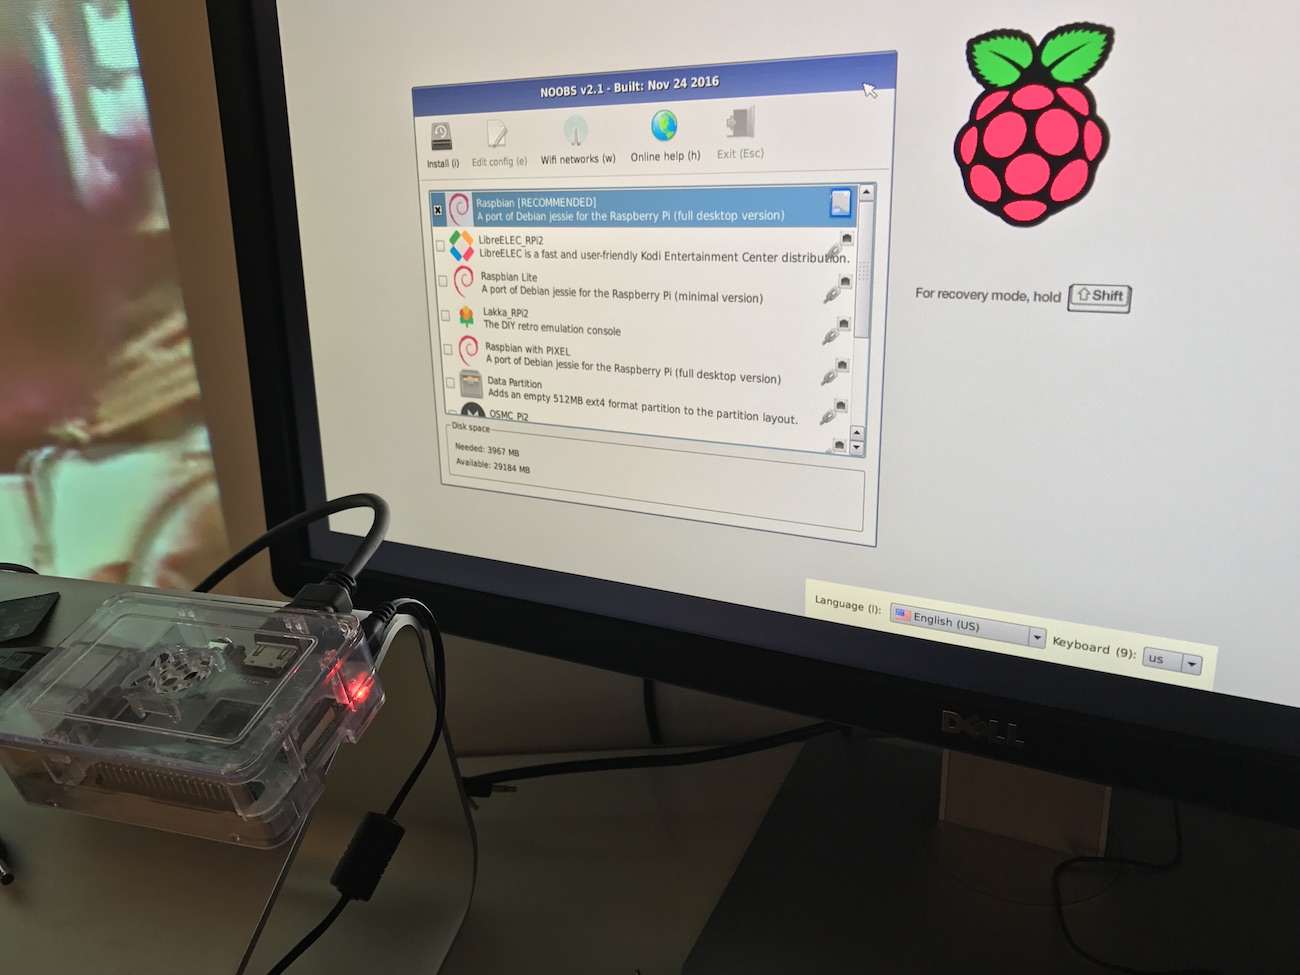 NOOBS v2.1 - Built: Nov 24 2016
Install (i)
Edit config (e)
Wifi networks (w)
Online help (h)
Exit (Esc)
Raspbian [RECOMMENDED]
A port of Debian jessie for the Raspberry Pi (full desktop version)
LibreELEC_RPi2
LibreELEC is a fast and user-friendly Kodi Entertainment Center distribution.
Raspbian Lite
A port of Debian jessie for the Raspberry Pi (minimal version)
Lakka_RPi2
The DIY retro emulation console
Raspbian with PIXEL
A port of Debian jessie for the Raspberry Pi (full desktop version)
Data Partition
Adds an empty 512MB ext4 format partition to the partition layout.
OSMC_Pi2
Disk space
Needed: 3967 MB
Available: 29184 MB
For recovery mode, hold Shift
Language (l): English (US)
Keyboard (9): us
DELL